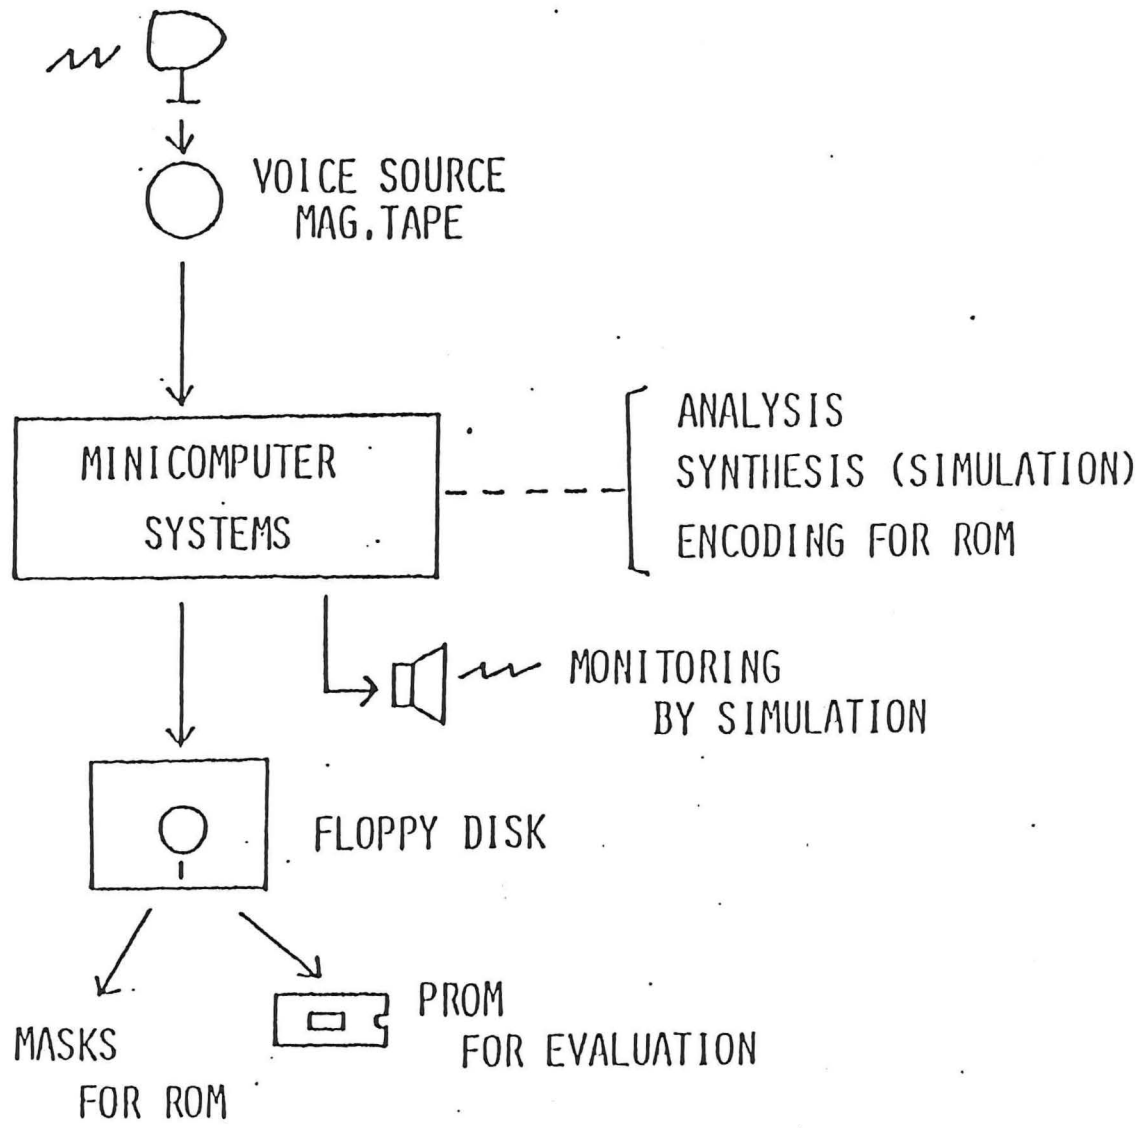 VOICE SOURCE
MAG.TAPE
MINICOMPUTER
SYSTEMS
ANALYSIS
SYNTHESIS (SIMULATION)
ENCODING FOR ROM
MONITORING
BY SIMULATION
FLOPPY DISK
MASKS
FOR ROM
PROM
FOR EVALUATION